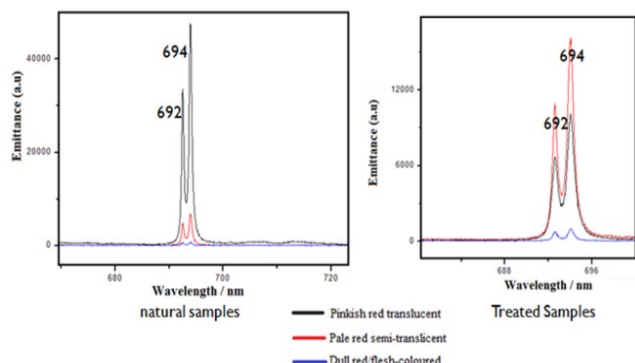 694
692
40000
20000
0
Emittance (a.u)
680
700
720
Wavelength / nm
natural samples
694
692
12000
6000
0
Emittance (a.u)
688
696
Wavelength / nm
Treated Samples
Pinkish red translucent
Pale red semi-translicent
Dull red/flesh-coloured